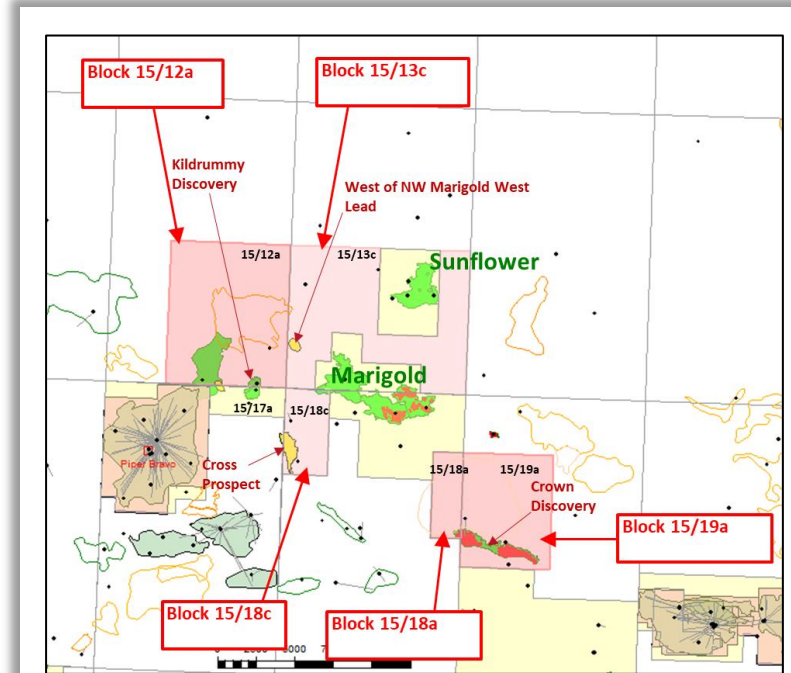 Block 15/12a
Block 15/13c
Kildrummy
Discovery
West of NW Marigold West
Lead
15/12a
15/13c
Sunflower
Marigold
15/17a
15/18c
Piper Bravo
Cross
Prospect
15/18a
15/19a
Crown
Discovery
Block 15/19a
Block 15/18c
Block 15/18a